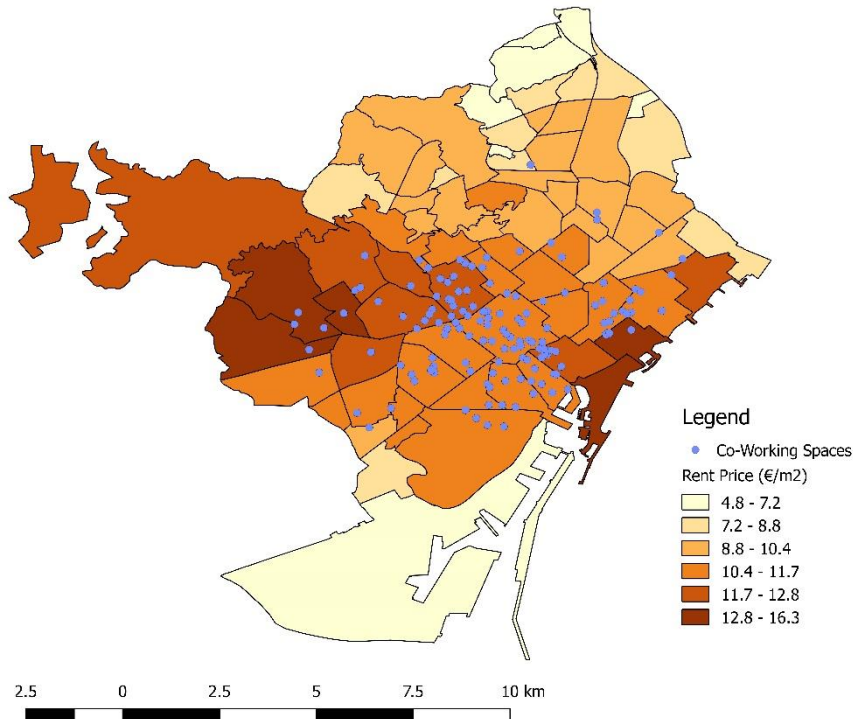 Legend
Co-Working Spaces
Rent Price (€/m2)
4.8 - 7.2
7.2 - 8.8
8.8 - 10.4
10.4 - 11.7
11.7 - 12.8
12.8 - 16.3
2.5 0 2.5 5 7.5 10 km